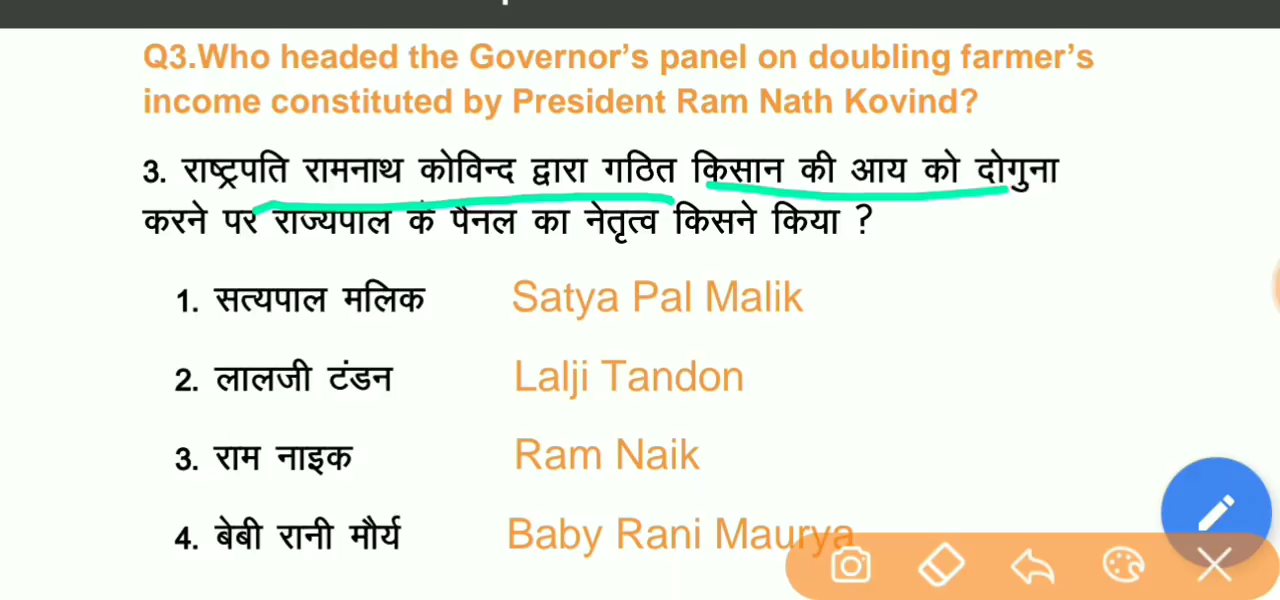 Q3.Who headed the Governor's panel on doubling farmer's
income constituted by President Ram Nath Kovind?
3. राष्ट्रपति रामनाथ कोविन्द द्वारा गठित किसान की आय को दोगुना
करने पर राज्यपाल के पैनल का नेतृत्व किसने किया ?
1. सत्यपाल मलिक Satya Pal Malik
2. लालजी टंडन Lalji Tandon
3. राम नाइक Ram Naik
4. बेबी रानी मौर्य Baby Rani Maurya